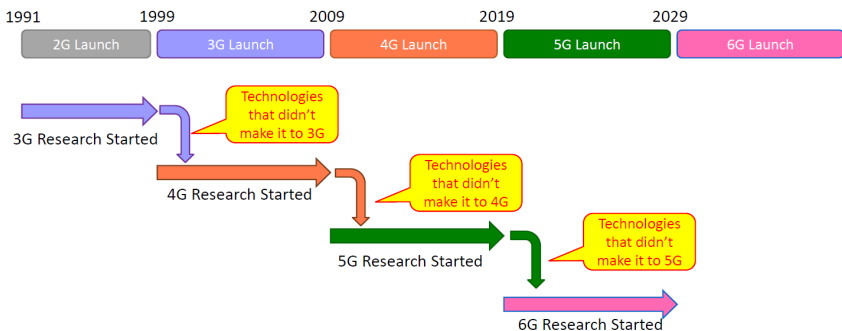 1991 1999 2009 2019 2029
2G Launch 3G Launch 4G Launch 5G Launch 6G Launch
Technologies
that didn't
make it to 3G
3G Research Started
Technologies
that didn't
make it to 4G
4G Research Started
Technologies
that didn't
make it to 5G
5G Research Started
6G Research Started